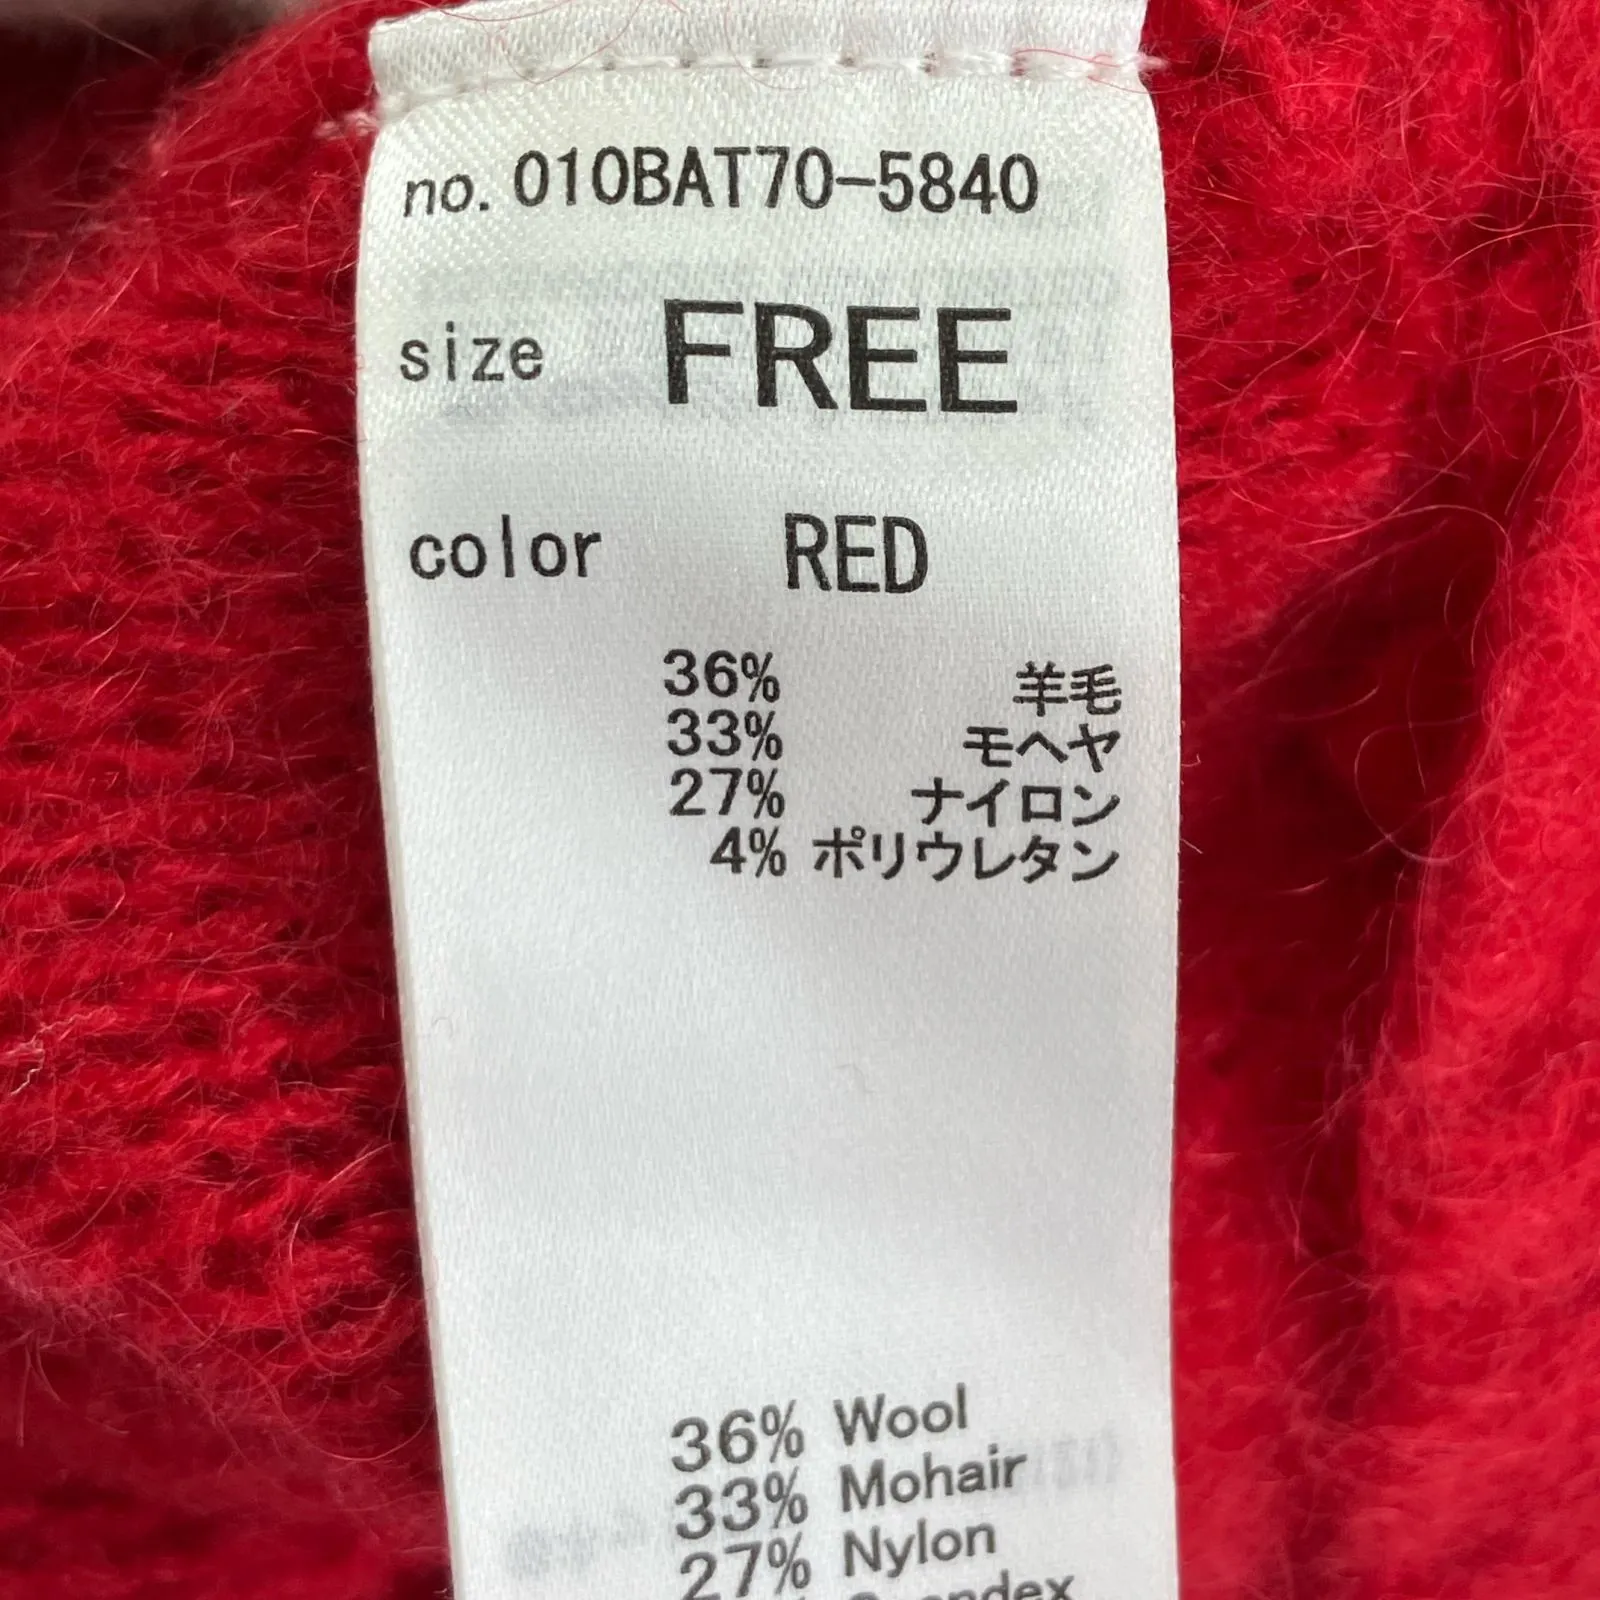 no. 010BAT70-5840
size FREE
color RED
36% 羊毛
33% モヘヤ
27% ナイロン
4% ポリウレタン
36% Wool
33% Mohair
27% Nylon
Spandex